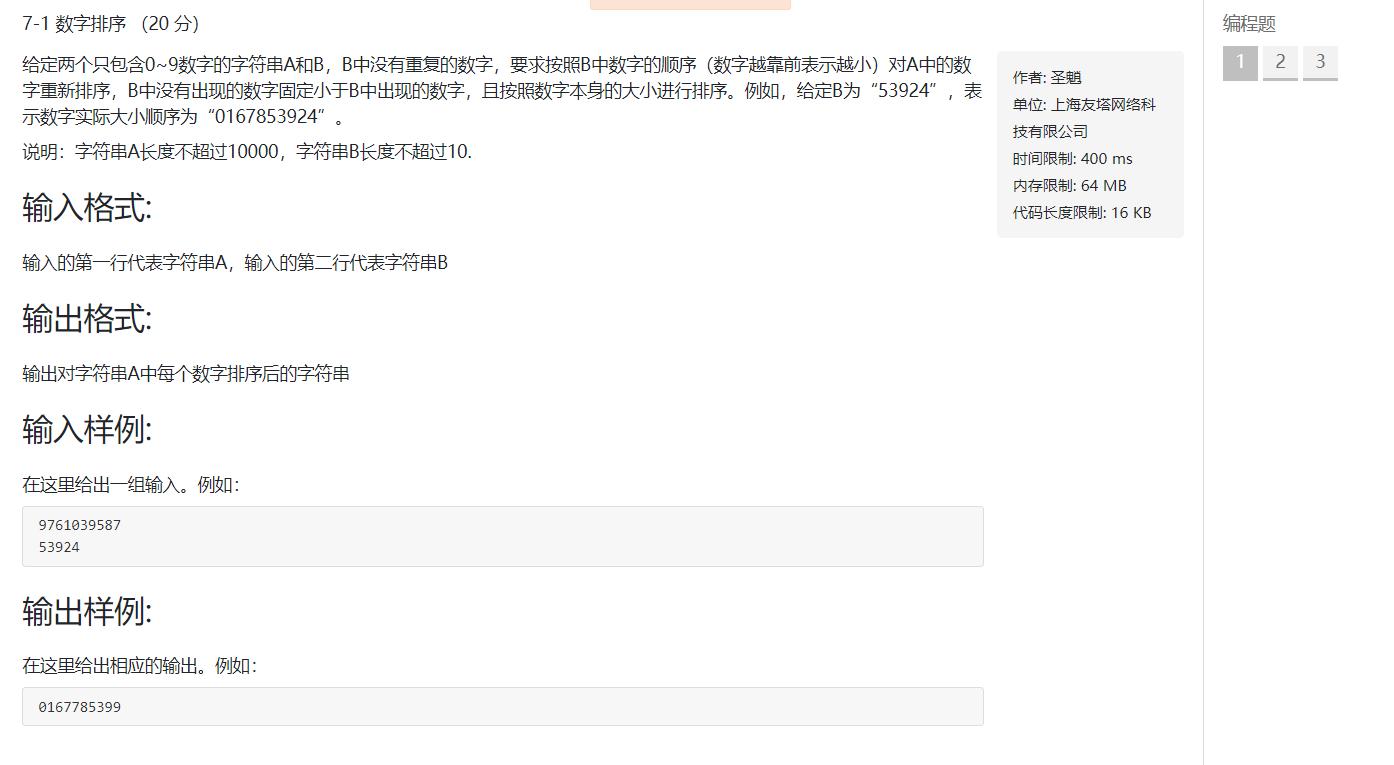 7-1 数字排序 （20 分）
编程题
1 2 3
给定两个只包含0~9数字的字符串A和B，B中没有重复的数字，要求按照B中数字的顺序（数字越靠前表示越小）对A中的数
字重新排序，B中没有出现的数字固定小于B中出现的数字，且按照数字本身的大小进行排序。例如，给定B为“53924”，表
示数字实际大小顺序为“0167853924”。
说明：字符串A长度不超过10000，字符串B长度不超过10.
作者: 圣魈
单位: 上海友塔网络科
技有限公司
时间限制: 400 ms
内存限制: 64 MB
代码长度限制: 16 KB
输入格式:
输入的第一行代表字符串A，输入的第二行代表字符串B
输出格式:
输出对字符串A中每个数字排序后的字符串
输入样例:
在这里给出一组输入。例如：
9761039587
53924
输出样例:
在这里给出相应的输出。例如：
0167785399